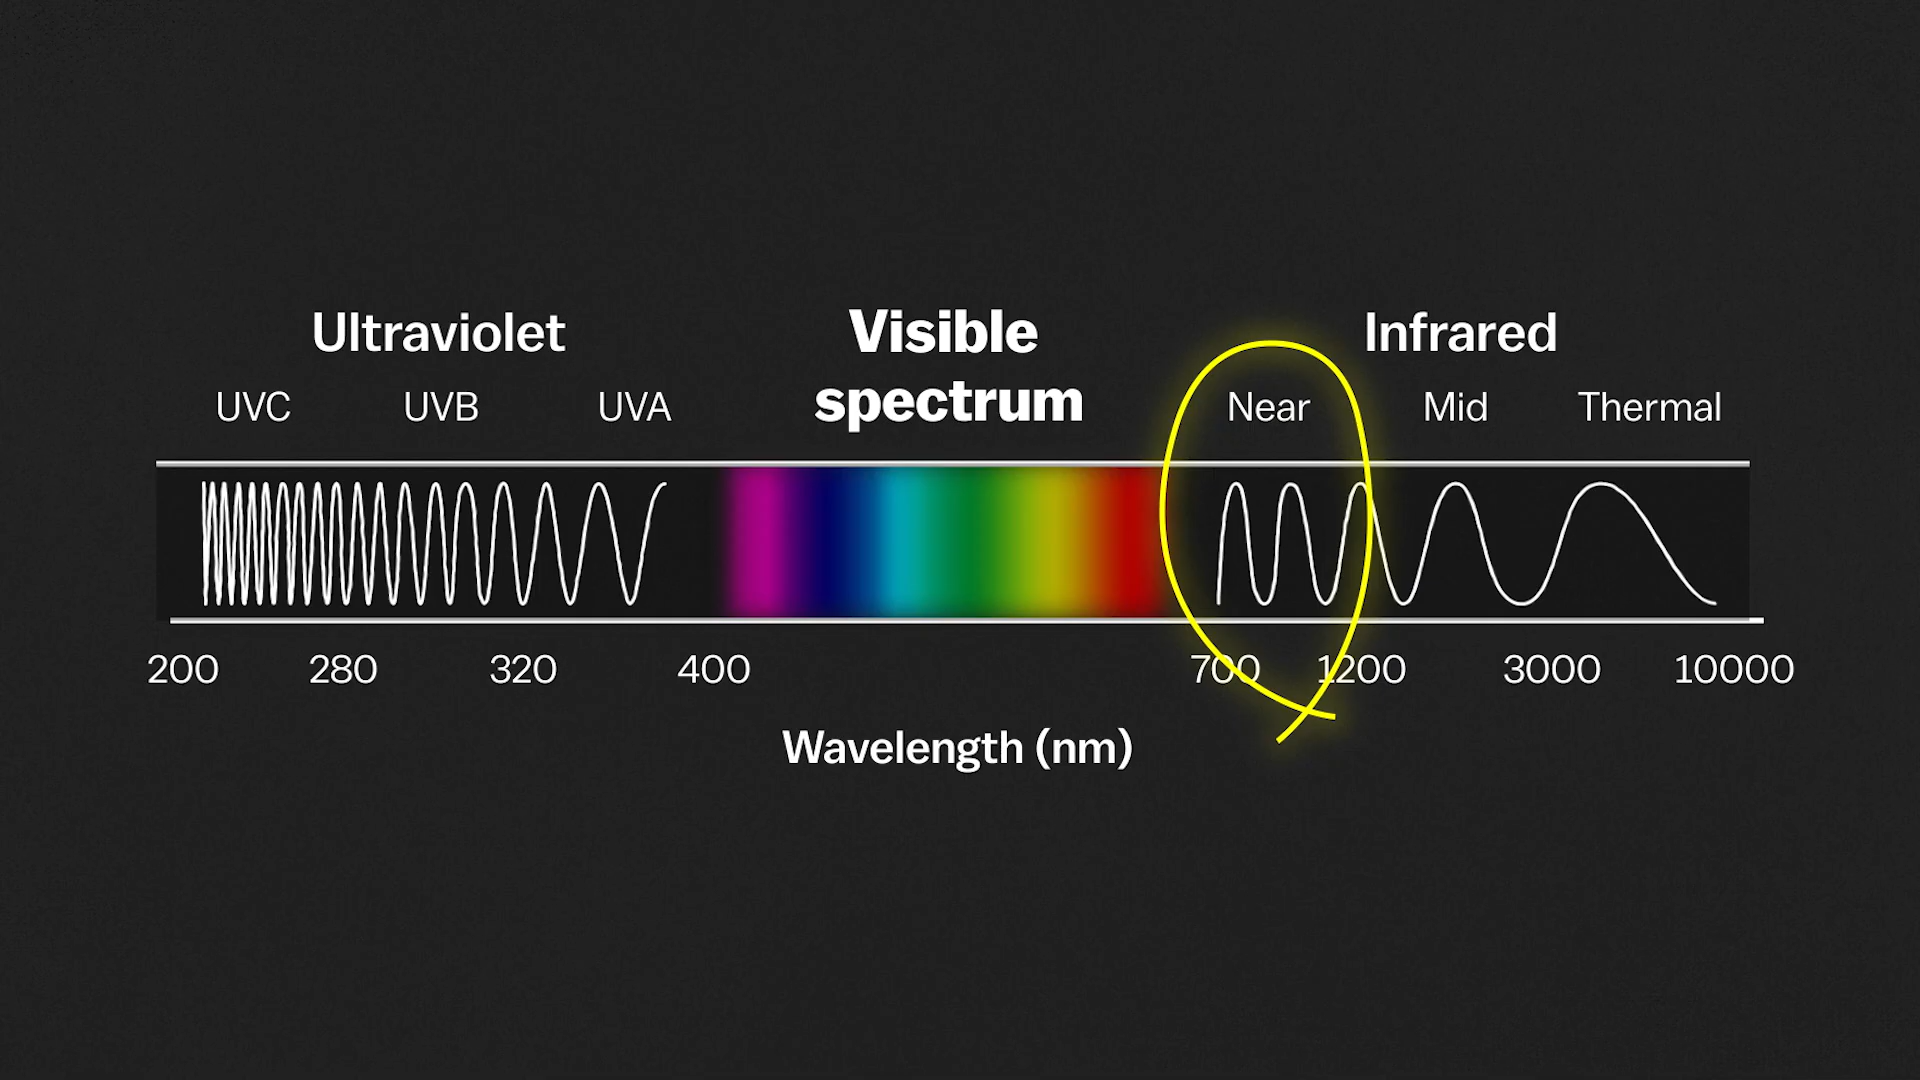 Ultraviolet
Visible
spectrum
Infrared
UVC UVB UVA
Near Mid Thermal
200 280 320 400 700 1200 3000 10000
Wavelength (nm)